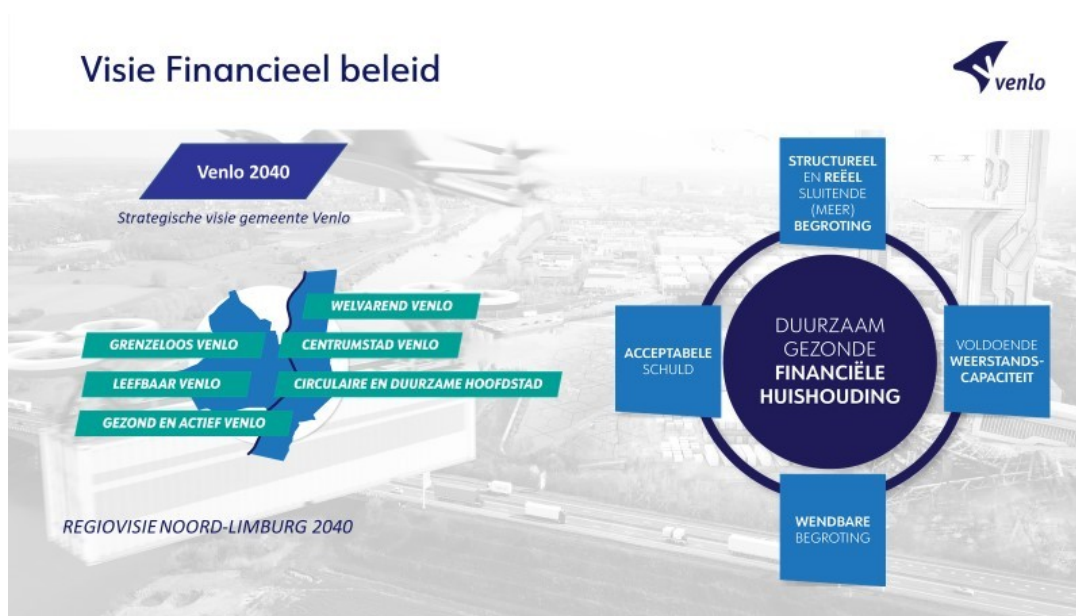 Visie Financieel beleid
venlo
Venlo 2040
Strategische visie gemeente Venlo
WELVAREND VENLO
GRENZELOOS VENLO
CENTRUMSTAD VENLO
LEEFBAAR VENLO
CIRCULAIRE EN DUURZAME HOOFDSTAD
GEZOND EN ACTIEF VENLO
REGIOVISIE NOORD-LIMBURG 2040
STRUCTUREEL
EN REËEL
SLUITENDE
(MEER)
BEGROTING
ACCEPTABELE
SCHULD
DUURZAAM
GEZONDE
FINANCIËLE
HUISHOUDING
VOLDOENDE
WEERSTANDS-
CAPACITEIT
WENDBARE
BEGROTING